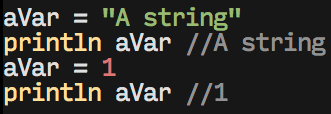 aVar = "A string"
println aVar //A string
aVar = 1
println aVar //1